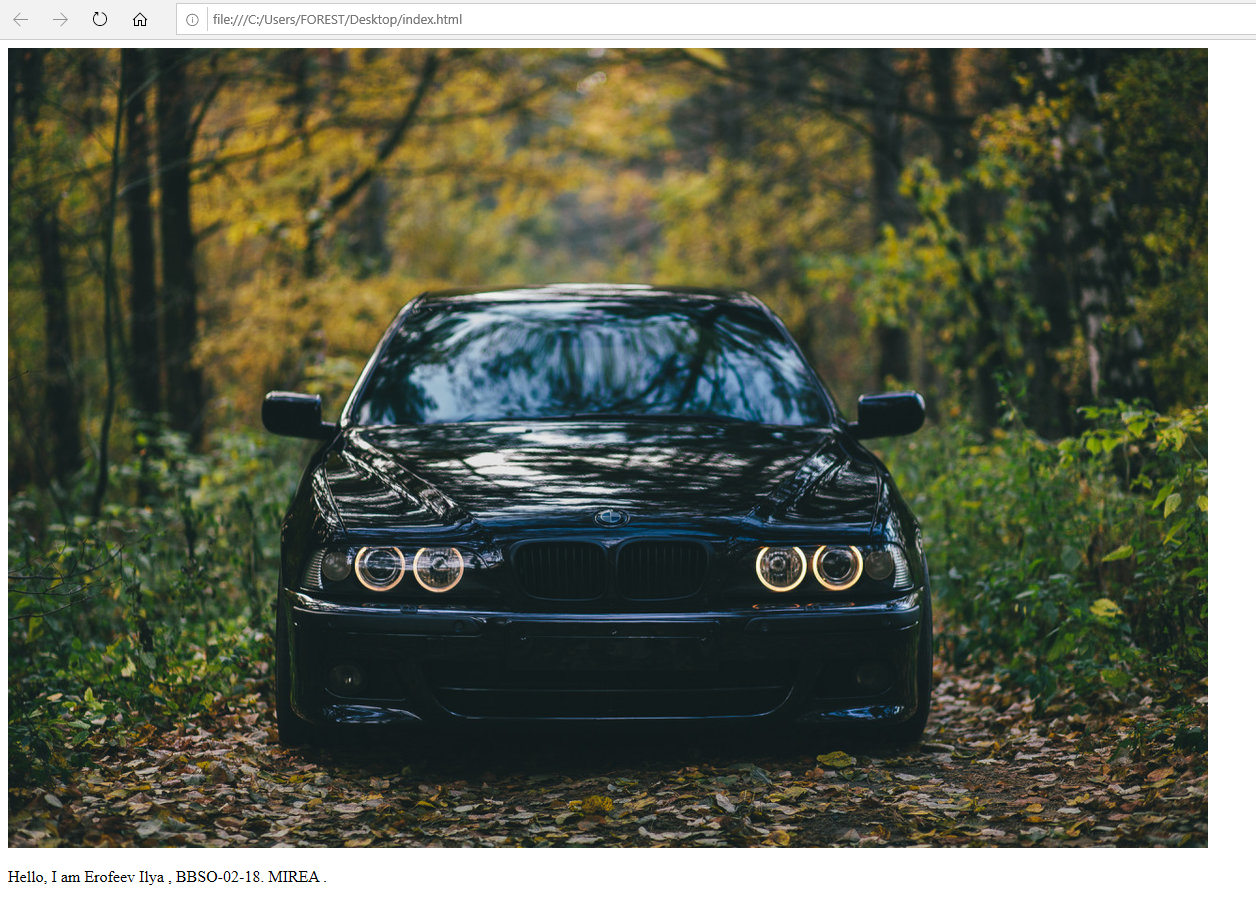 file:///C:/Users/FOREST/Desktop/index.html
Hello, I am Erofeev Ilya , BBSO-02-18. MIREA .